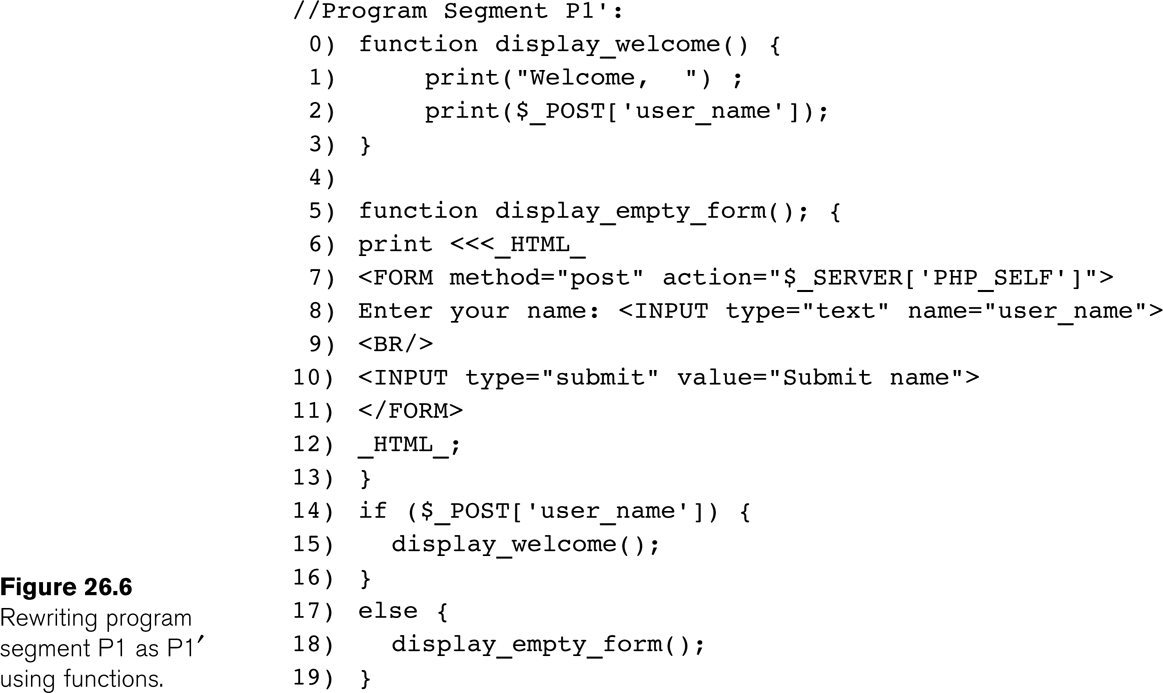 //Program Segment P1':
0) function display_welcome() {
1)     print("Welcome,  ") ;
2)     print($_POST['user_name']);
3) }
4)
5) function display_empty_form(); {
6) print <<<_HTML_
7) <FORM method="post" action="$_SERVER['PHP_SELF']">
8) Enter your name: <INPUT type="text" name="user_name">
9) <BR/>
10) <INPUT type="submit" value="Submit name">
11) </FORM>
12) _HTML_;
13) }
14) if ($_POST['user_name']) {
15)   display_welcome();
16) }
17) else {
18)   display_empty_form();
19) }
Figure 26.6
Rewriting program
segment P1 as P1′
using functions.